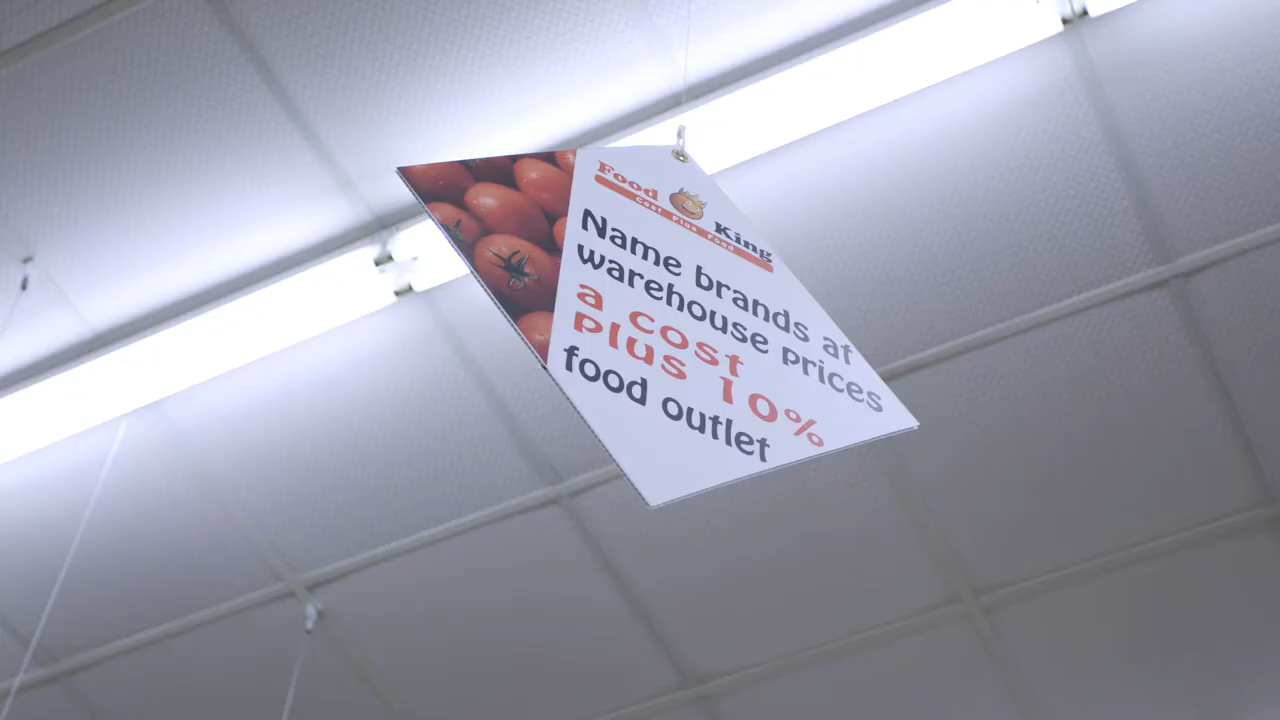 Food King
Cost Plus Food
Name brands at
warehouse prices
a cost
plus 10%
food outlet